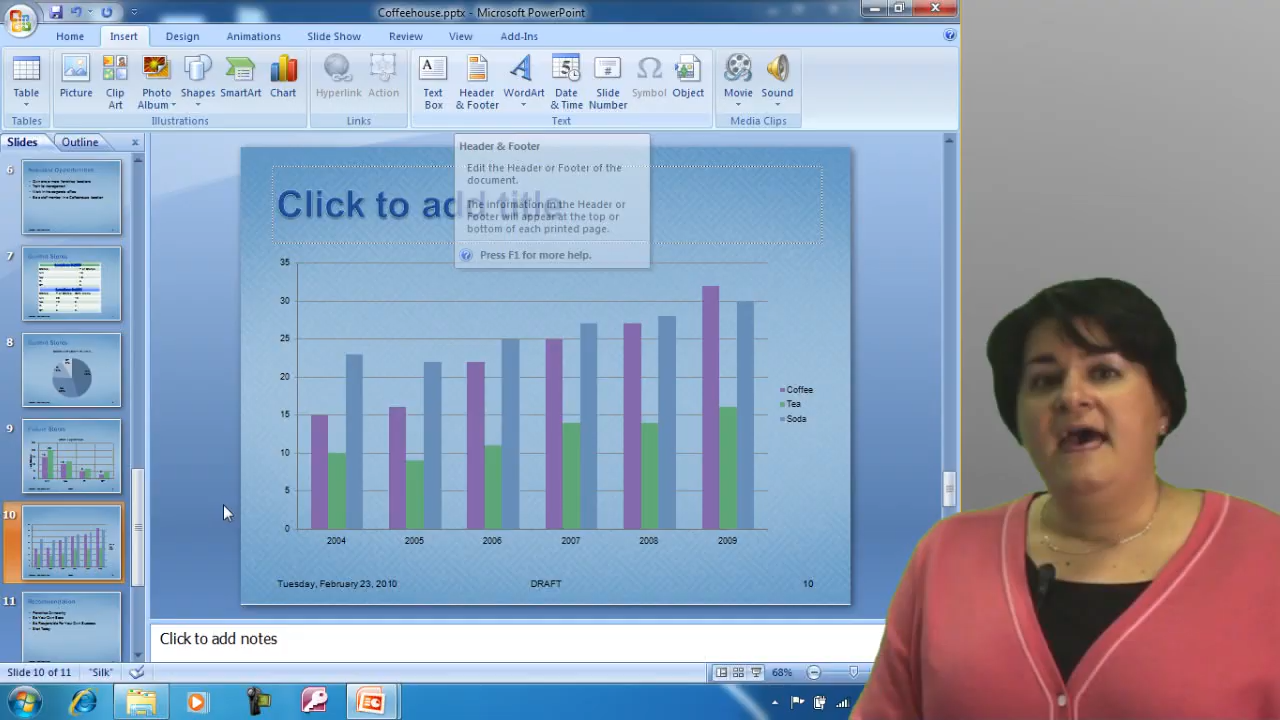 Coffeehouse.pptx - Microsoft PowerPoint
Home Insert Design Animations Slide Show Review View Add-Ins
Table Picture Clip Art Photo Album Shapes SmartArt Chart Hyperlink Action Text Box Header & Footer WordArt Date & Time Slide Number Symbol Object Movie Sound
Tables Illustrations Links Text Media Clips
Slides Outline
Header & Footer
Edit the Header or Footer of the
document.
The information in the Header or
Footer will appear at the top or
bottom of each printed page.
Press F1 for more help.
Click to add title
6
7
8
9
10
11
35
30
25
20
15
10
5
0
2004 2005 2006 2007 2008 2009
Coffee
Tea
Soda
Tuesday, February 23, 2010 DRAFT 10
Click to add notes
Slide 10 of 11 "Silk" 68%